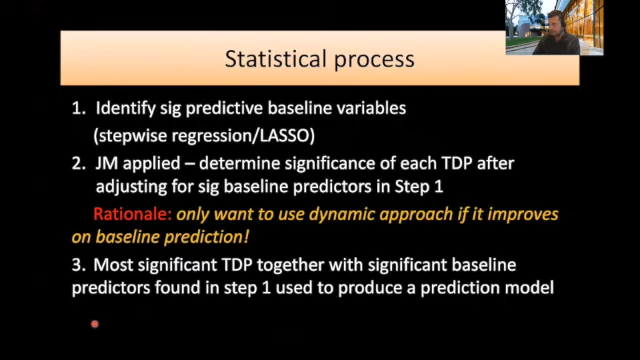 Statistical process
1. Identify sig predictive baseline variables
(stepwise regression/LASSO)
2. JM applied – determine significance of each TDP after
adjusting for sig baseline predictors in Step 1
Rationale: only want to use dynamic approach if it improves
on baseline prediction!
3. Most significant TDP together with significant baseline
predictors found in step 1 used to produce a prediction model